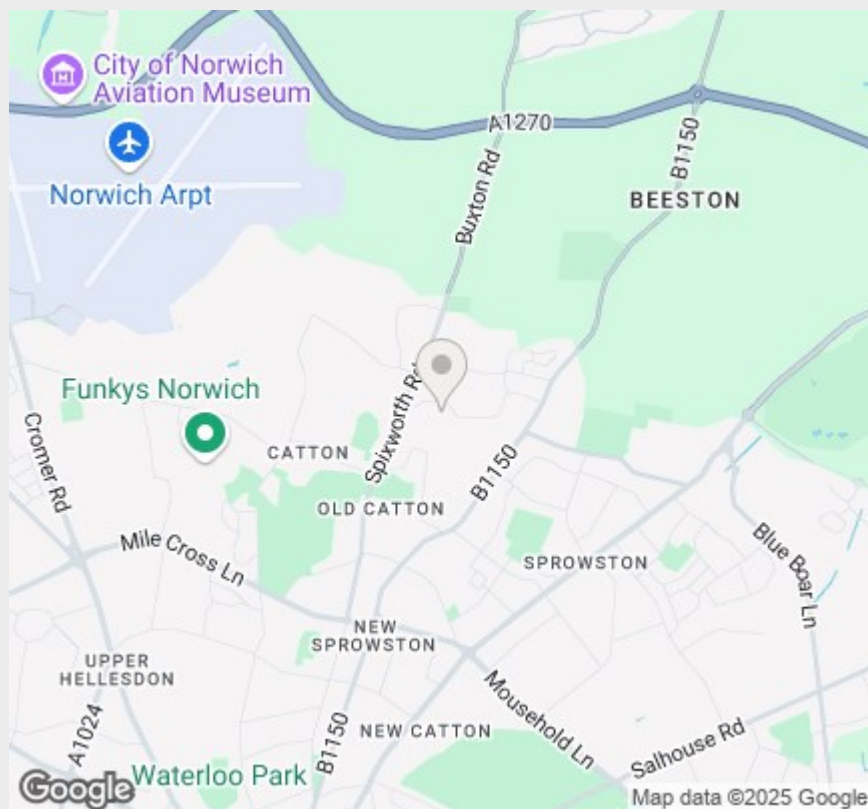 City of Norwich
Aviation Museum
A1270
B1150
Norwich Arpt
Buxton Rd
BEESTON
Funkys Norwich
Spixworth Rd
Cromer Rd
CATTON
B1150
OLD CATTON
Mile Cross Ln
SPROWSTON
Blue Boar Ln
NEW
SPROWSTON
UPPER
HELLESDON
A1024
NEW CATTON
Mousehold Ln
B1150
Salhouse Rd
Waterloo Park
Google
Map data ©2025 Google